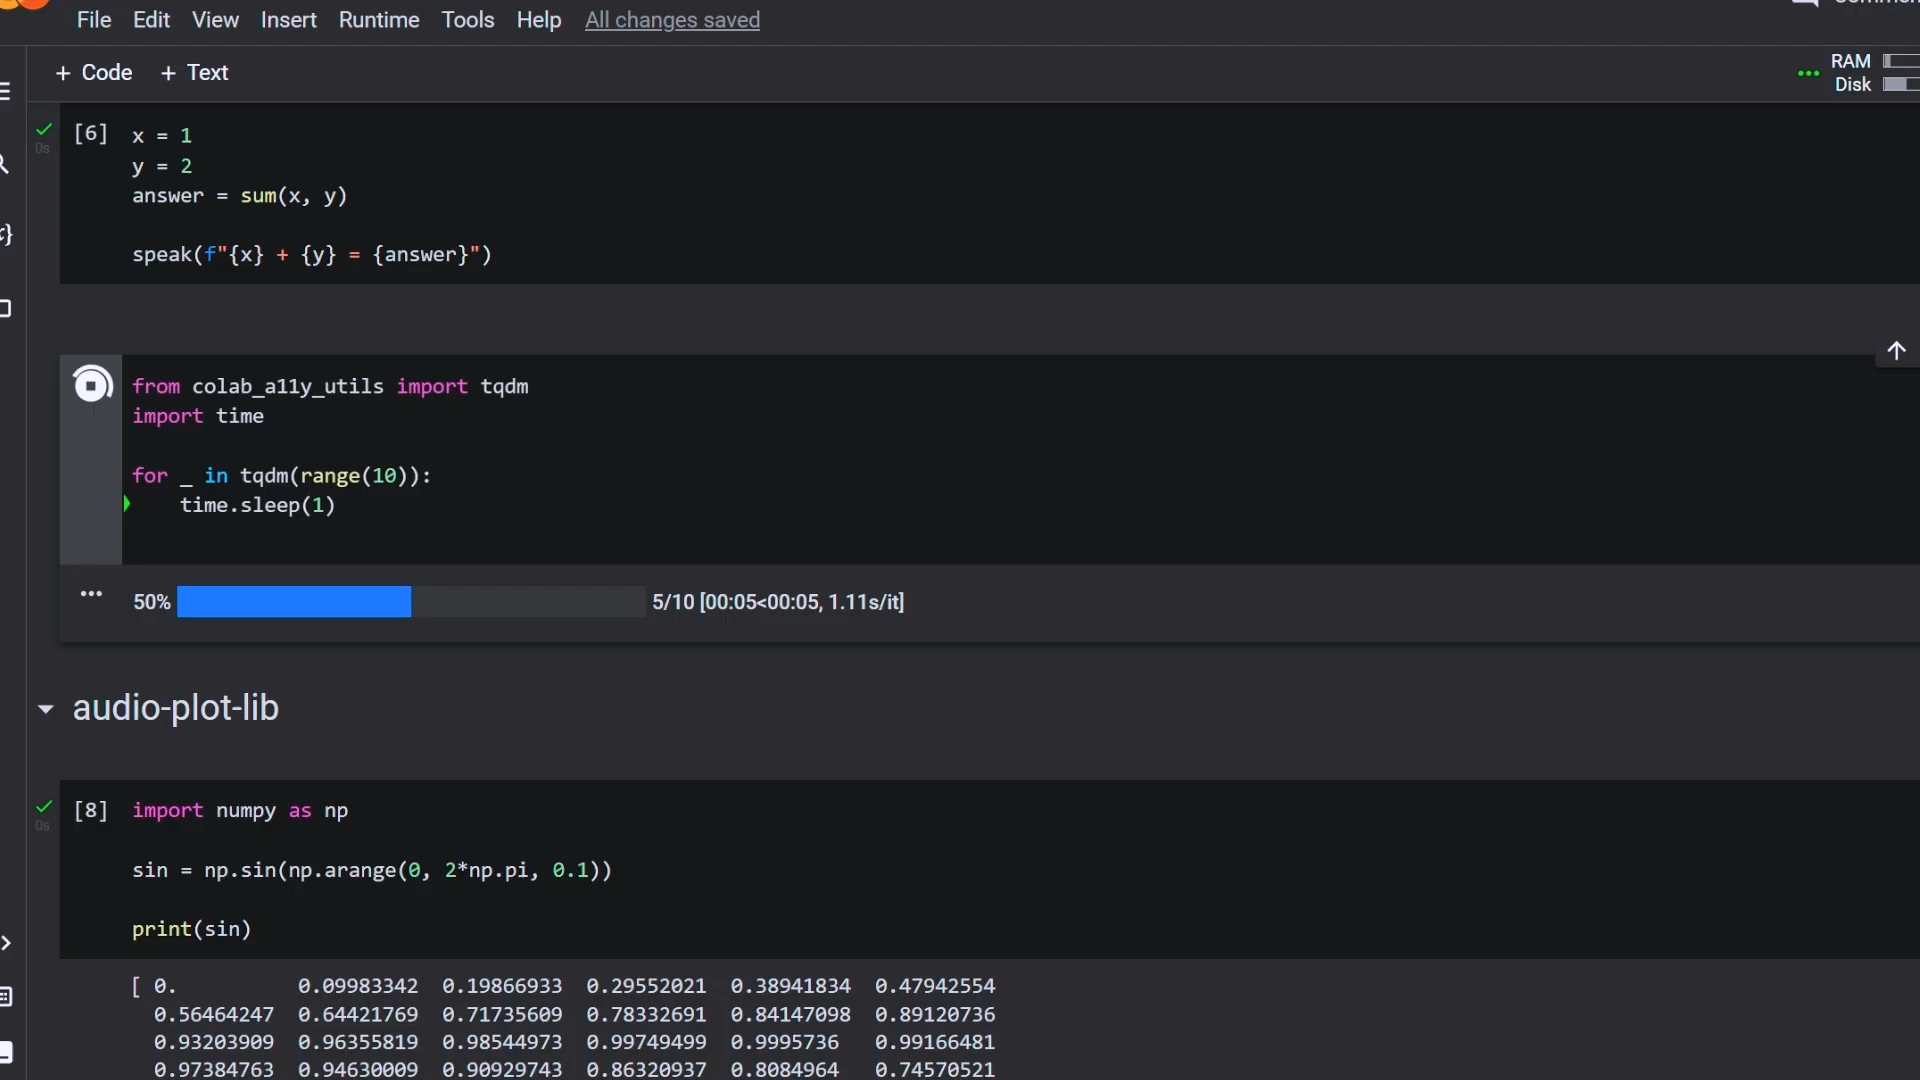 File Edit View Insert Runtime Tools Help All changes saved
+ Code + Text
RAM
Disk
[6] x = 1
0s
y = 2
answer = sum(x, y)
speak(f"{x} + {y} = {answer}")
from colab_a11y_utils import tqdm
import time
for _ in tqdm(range(10)):
time.sleep(1)
50% 5/10 [00:05<00:05, 1.11s/it]
audio-plot-lib
[8] import numpy as np
0s
sin = np.sin(np.arange(0, 2*np.pi, 0.1))
print(sin)
[ 0. 0.09983342 0.19866933 0.29552021 0.38941834 0.47942554
0.56464247 0.64421769 0.71735609 0.78332691 0.84147098 0.89120736
0.93203909 0.96355819 0.98544973 0.99749499 0.9995736 0.99166481
0.97384763 0.94630009 0.90929743 0.86320937 0.8084964 0.74570521